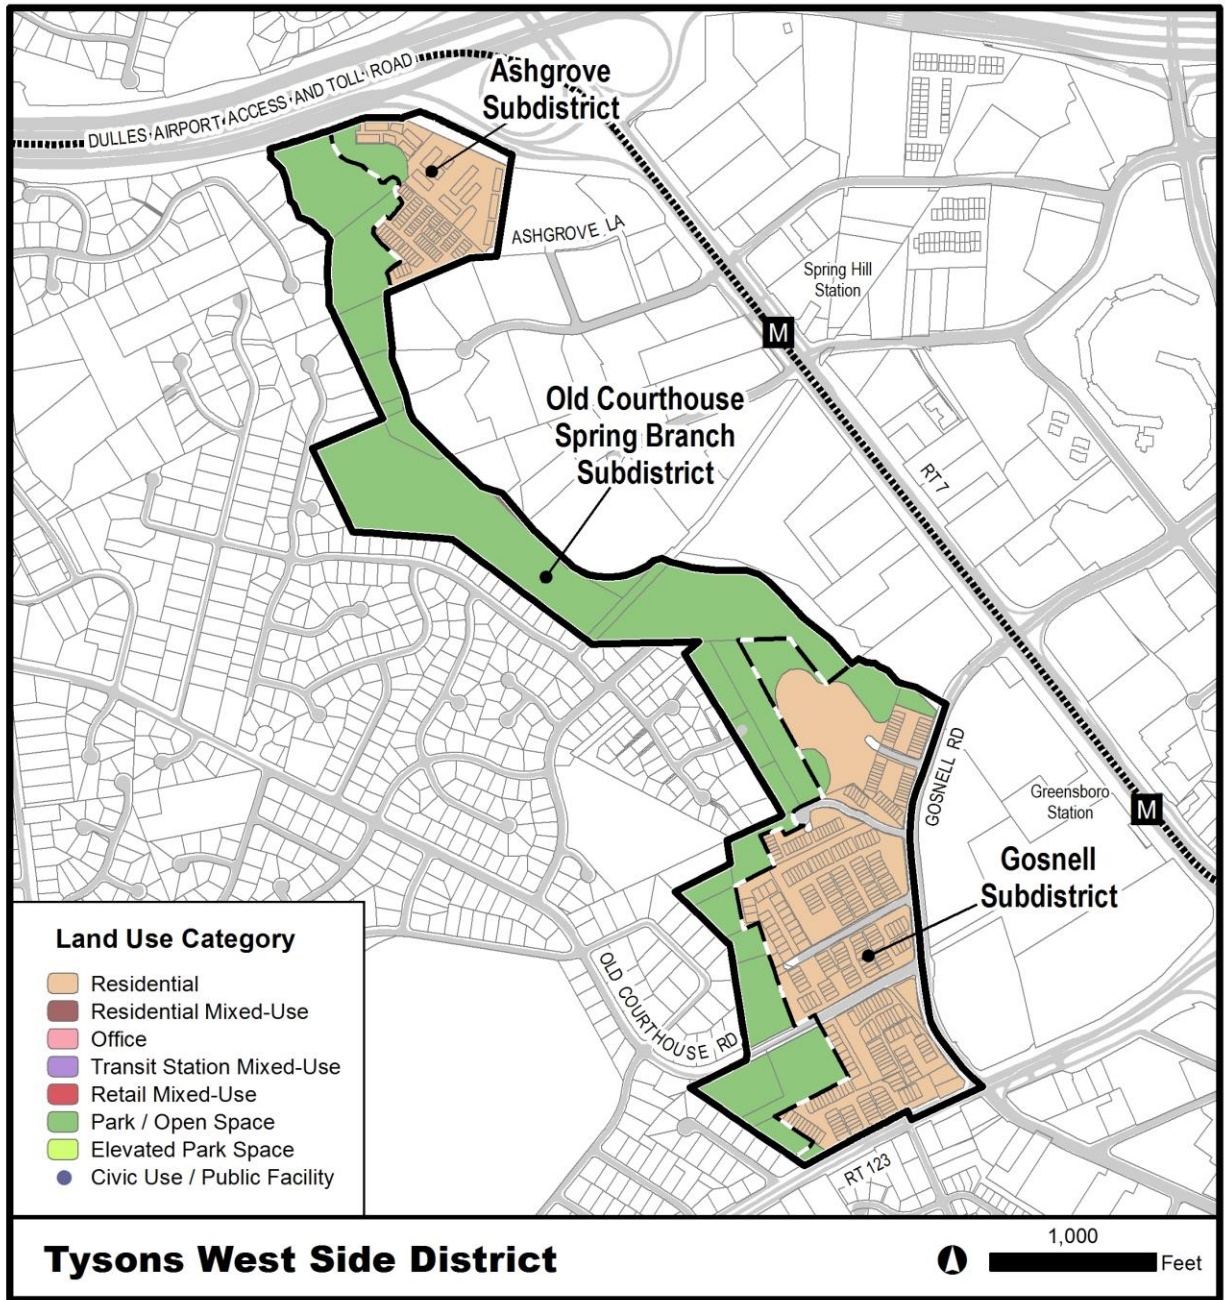 DULLES AIRPORT ACCESS AND TOLL ROAD
Ashgrove
Subdistrict
ASHGROVE LA
Spring Hill
Station
M
Old Courthouse
Spring Branch
Subdistrict
RT 7
GOSNELL RD
Greensboro
Station
M
Gosnell
Subdistrict
OLD COURTHOUSE RD
RT 123
Land Use Category
Residential
Residential Mixed-Use
Office
Transit Station Mixed-Use
Retail Mixed-Use
Park / Open Space
Elevated Park Space
Civic Use / Public Facility
Tysons West Side District
1,000
Feet